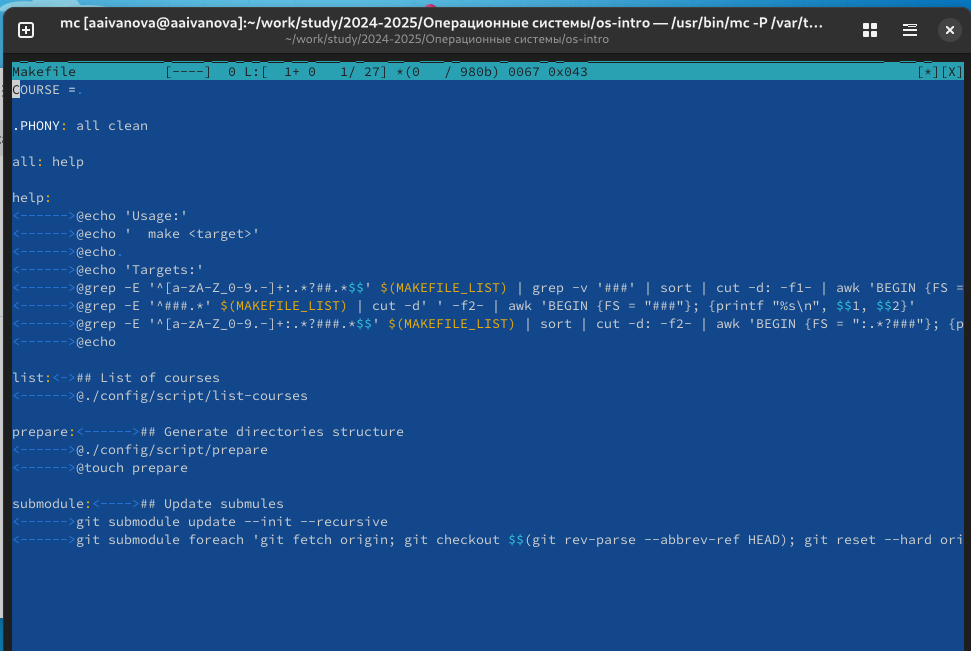 mc [aaivanova@aaivanova]:~/work/study/2024-2025/Операционные системы/os-intro — /usr/bin/mc -P /var/t…
~/work/study/2024-2025/Операционные системы/os-intro
Makefile           [----]  0 L:[  1+ 0   1/ 27] *(0   / 980b) 0067 0x043                                         [*][X]
COURSE =.

.PHONY: all clean

all: help

help:
<------>@echo 'Usage:'
<------>@echo '  make <target>'
<------>@echo.
<------>@echo 'Targets:'
<------>@grep -E '^[a-zA-Z_0-9.-]+:.*?##.*$$' $(MAKEFILE_LIST) | grep -v '###' | sort | cut -d: -f1- | awk 'BEGIN {FS =
<------>@grep -E '^###.*' $(MAKEFILE_LIST) | cut -d' ' -f2- | awk 'BEGIN {FS = "###"}; {printf "%s\n", $$1, $$2}'
<------>@grep -E '^[a-zA-Z_0-9.-]+:.*?###.*$$' $(MAKEFILE_LIST) | sort | cut -d: -f2- | awk 'BEGIN {FS = ":.*?###"}; {p
<------>@echo

list:<->## List of courses
<------>@./config/script/list-courses

prepare:<------>## Generate directories structure
<------>@./config/script/prepare
<------>@touch prepare

submodule:<---->## Update submules
<------>git submodule update --init --recursive
<------>git submodule foreach 'git fetch origin; git checkout $$(git rev-parse --abbrev-ref HEAD); git reset --hard ori